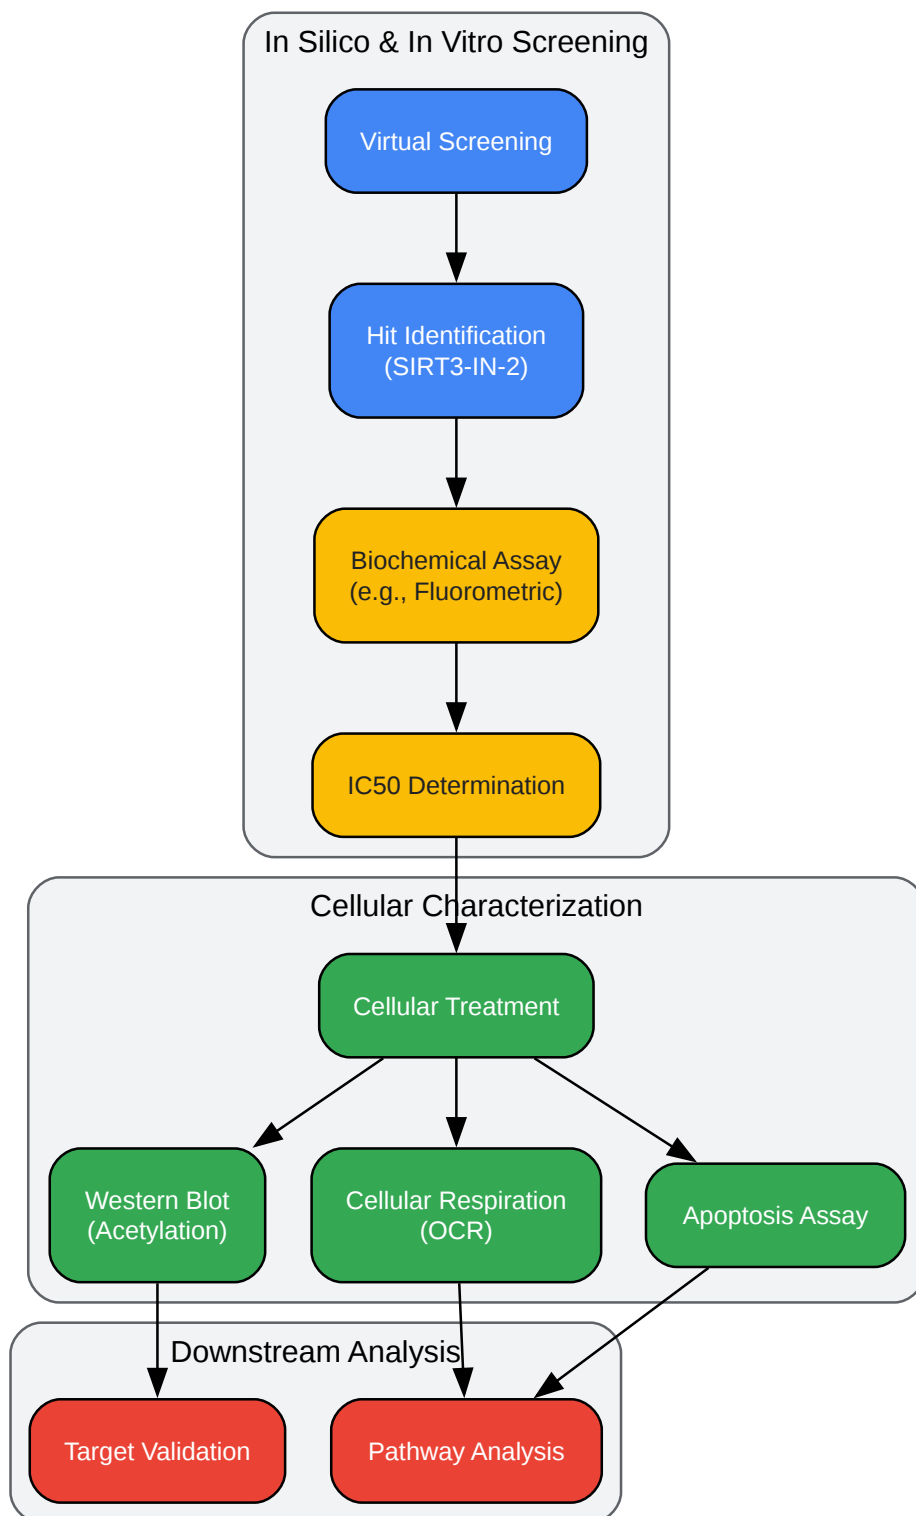 In Silico & In Vitro Screening
Virtual Screening
Hit Identification
(SIRT3-IN-2)
Biochemical Assay
(e.g., Fluorometric)
IC50 Determination
Cellular Characterization
Cellular Treatment
Western Blot
(Acetylation)
Cellular Respiration
(OCR)
Apoptosis Assay
Downstream Analysis
Target Validation
Pathway Analysis